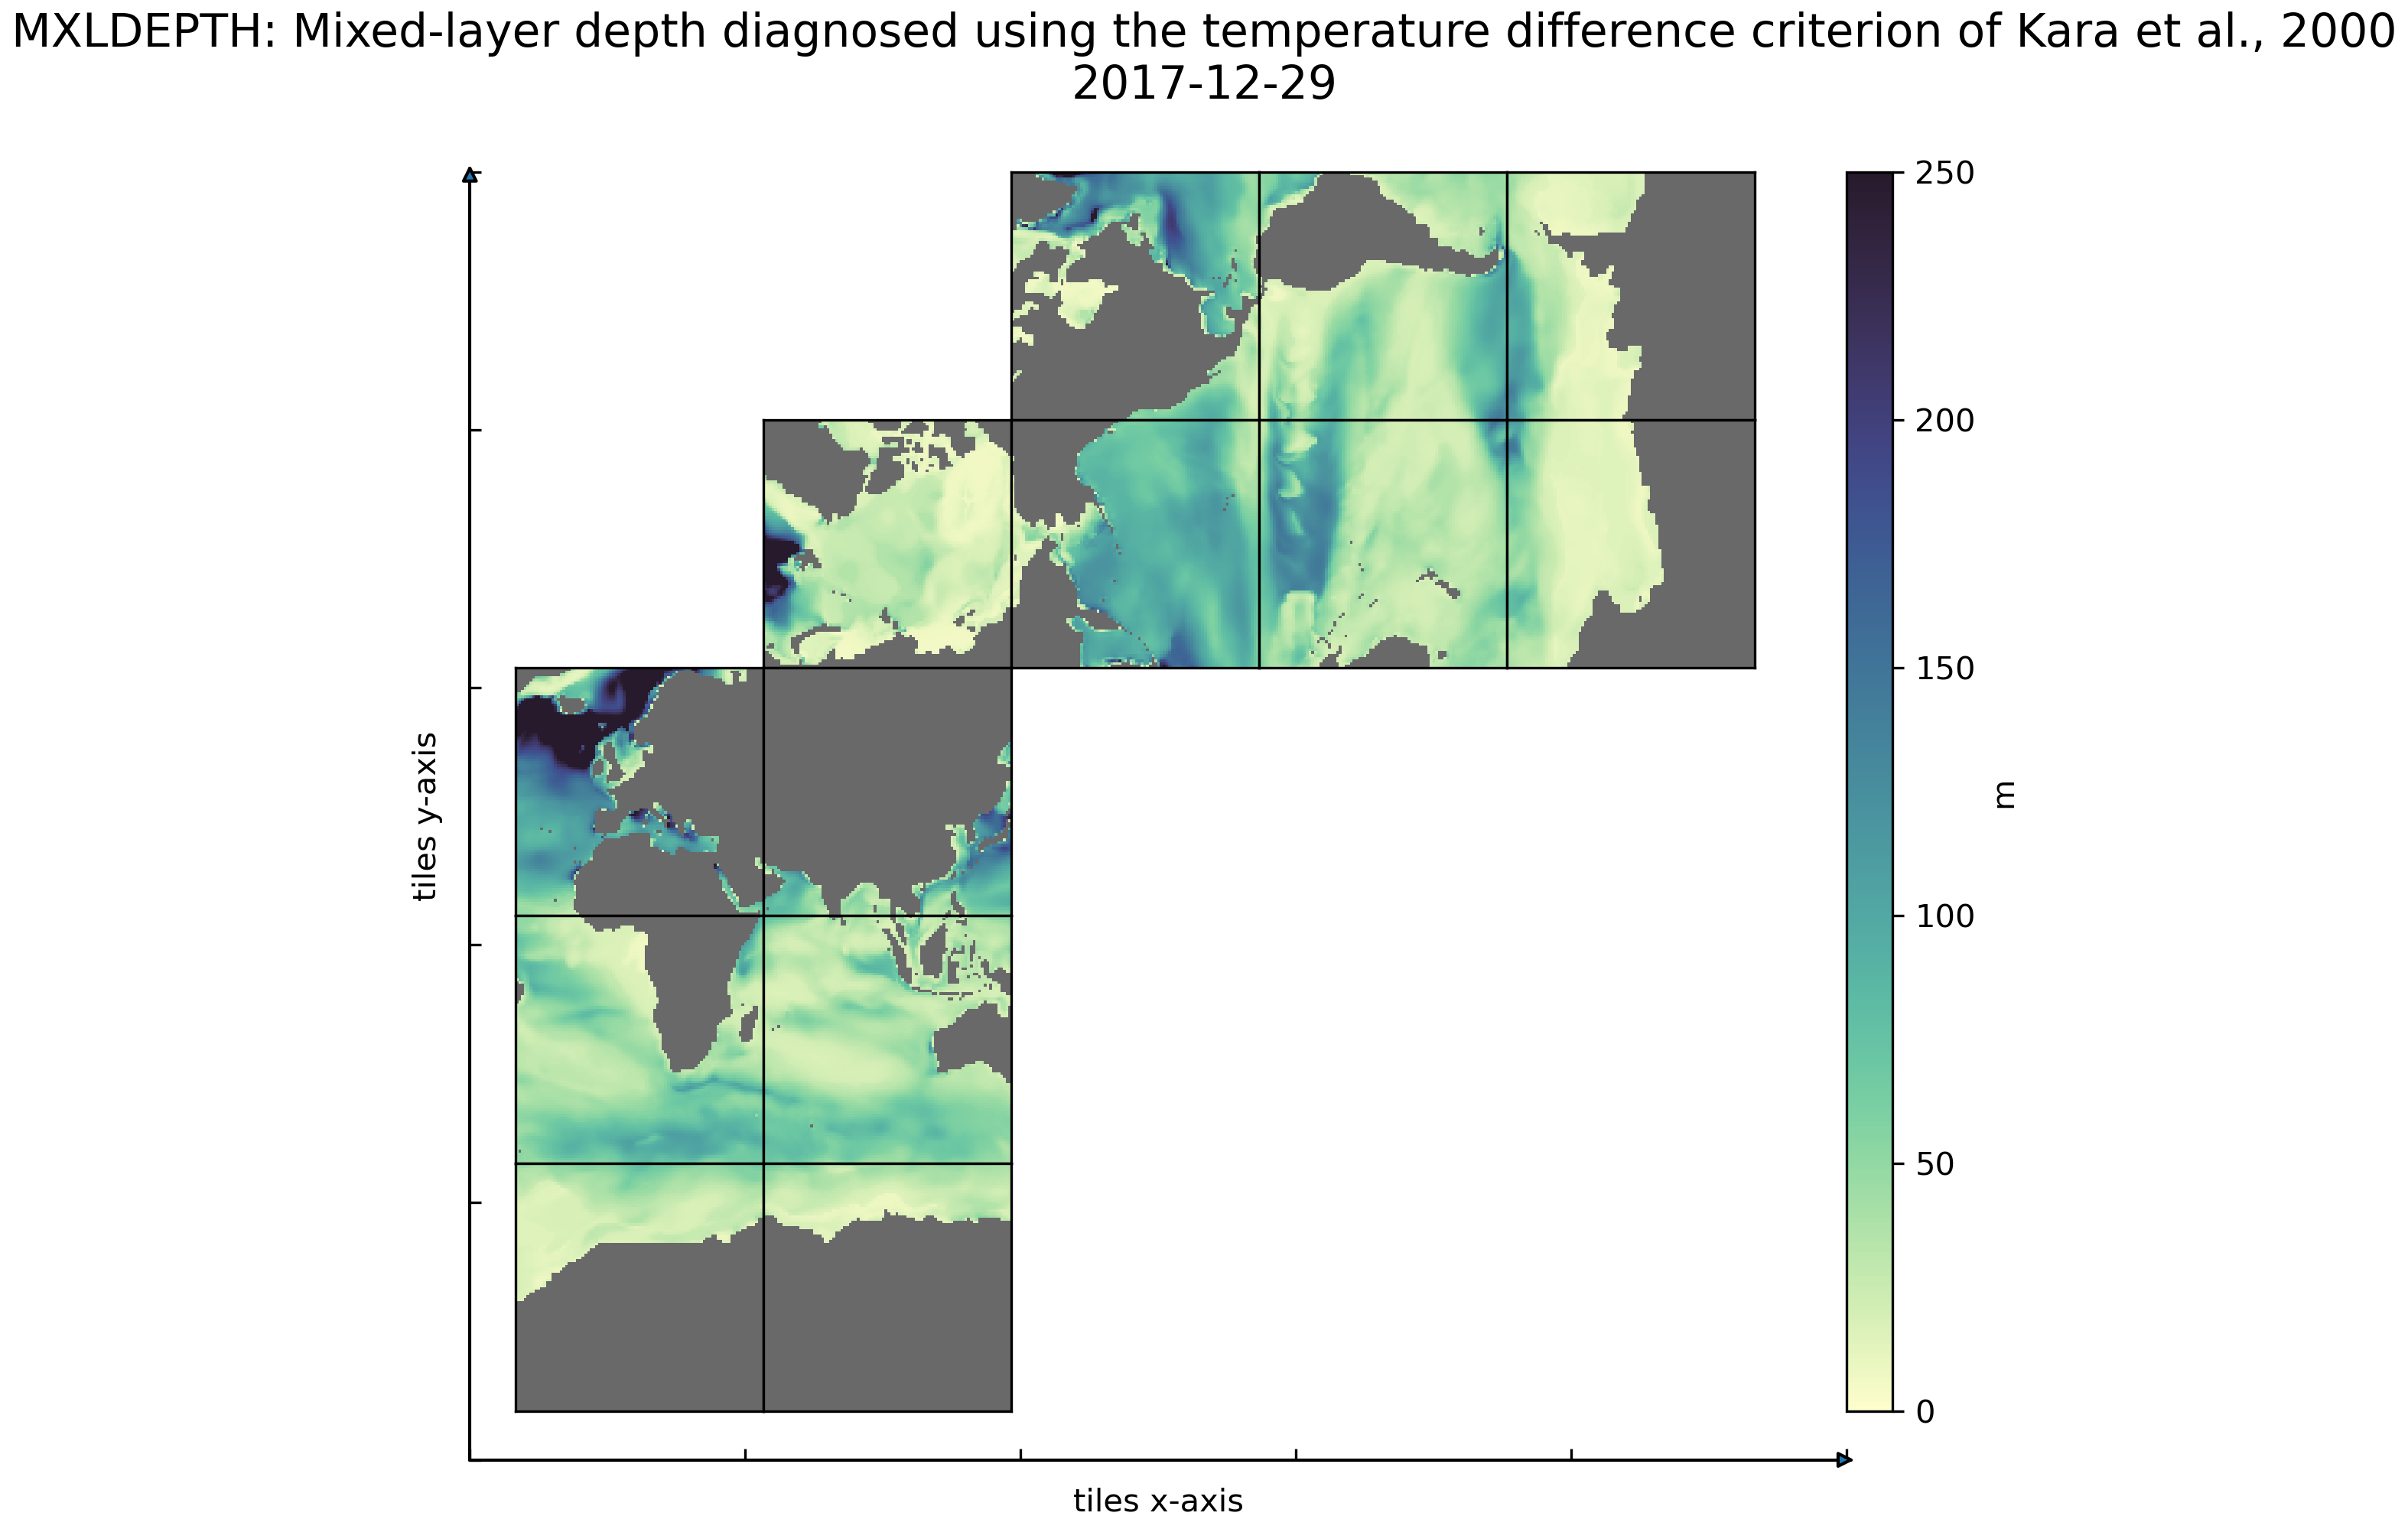 MXLDEPTH: Mixed-layer depth diagnosed using the temperature difference criterion of Kara et al., 2000
2017-12-29
250
200
150
100
50
0
m
tiles y-axis
tiles x-axis